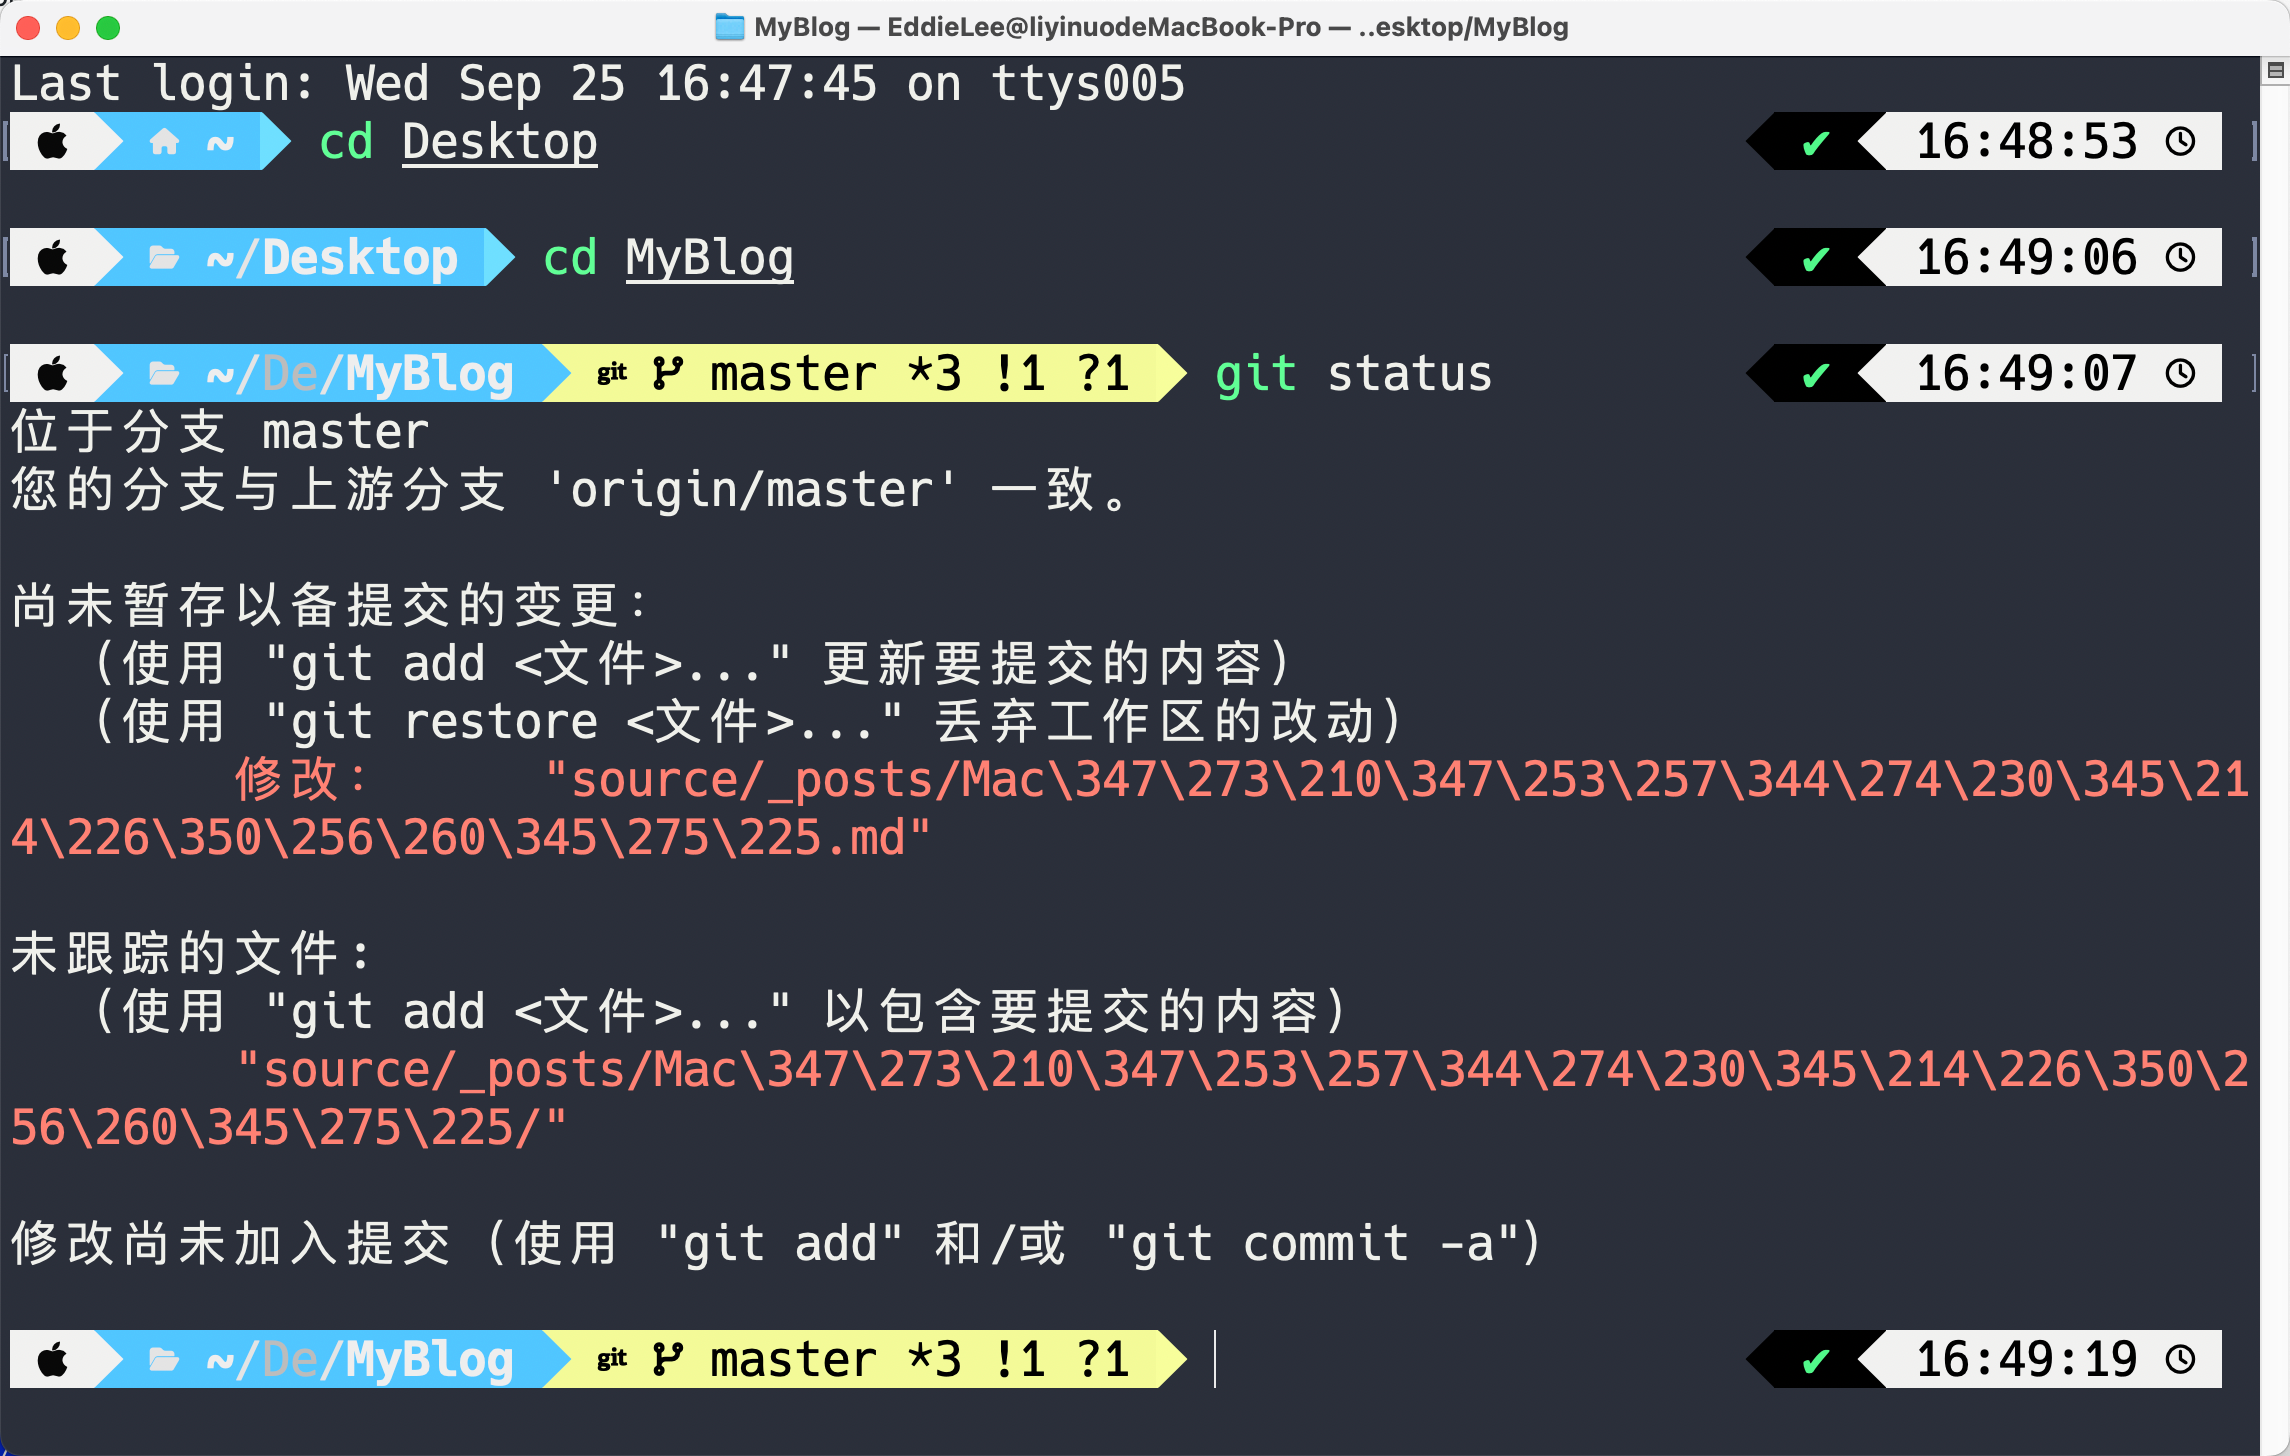 MyBlog — EddieLee@liyinuodeMacBook-Pro — ..esktop/MyBlog
Last login: Wed Sep 25 16:47:45 on ttys005
~ cd Desktop ✔ 16:48:53
~/Desktop cd MyBlog ✔ 16:49:06
~/De/MyBlog git master *3 !1 ?1 git status ✔ 16:49:07
位于分支 master
您的分支与上游分支 'origin/master' 一致。
尚未暂存以备提交的变更：
（使用 "git add <文件>..." 更新要提交的内容）
（使用 "git restore <文件>..." 丢弃工作区的改动）
修改： "source/_posts/Mac\347\273\210\347\253\257\344\274\230\345\21
4\226\350\256\260\345\275\225.md"
未跟踪的文件:
（使用 "git add <文件>..." 以包含要提交的内容）
"source/_posts/Mac\347\273\210\347\253\257\344\274\230\345\214\226\350\2
56\260\345\275\225/"
修改尚未加入提交（使用 "git add" 和/或 "git commit -a"）
~/De/MyBlog git master *3 !1 ?1 ✔ 16:49:19